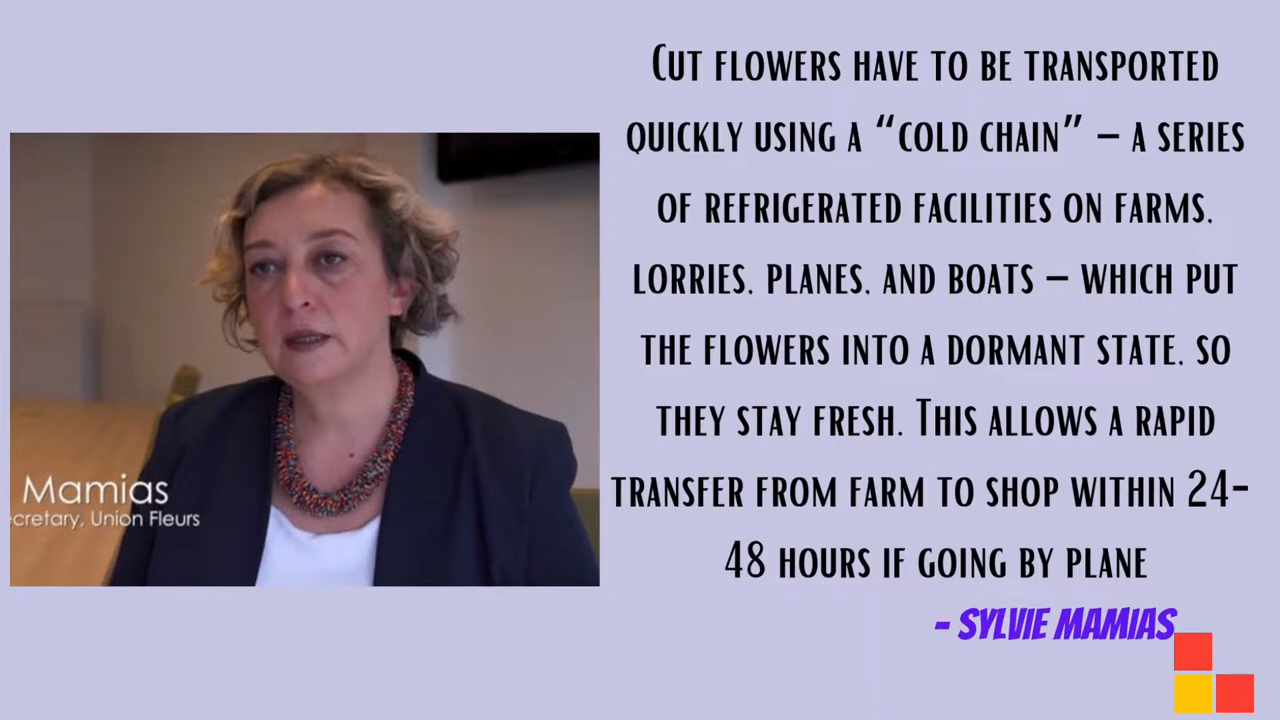 Mamias
ecretary, Union Fleurs
Cut flowers have to be transported
quickly using a “cold chain” – a series
of refrigerated facilities on farms,
lorries, planes, and boats – which put
the flowers into a dormant state, so
they stay fresh. This allows a rapid
transfer from farm to shop within 24-
48 hours if going by plane
- SYLVIE MAMIAS